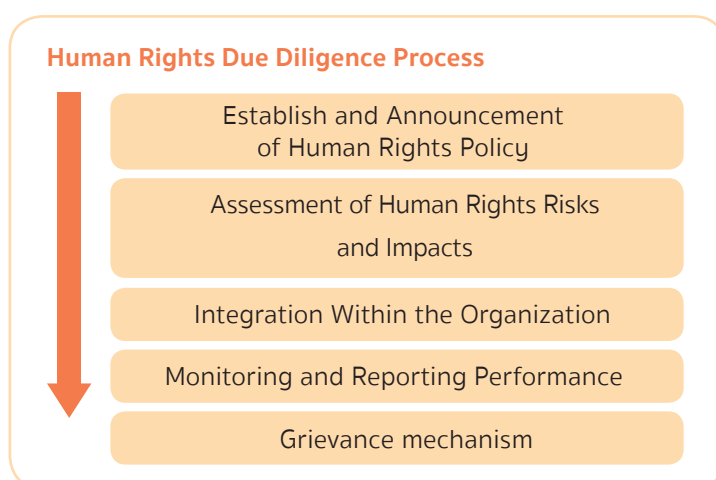 Human Rights Due Diligence Process
Establish and Announcement
of Human Rights Policy
Assessment of Human Rights Risks
and Impacts
Integration Within the Organization
Monitoring and Reporting Performance
Grievance mechanism